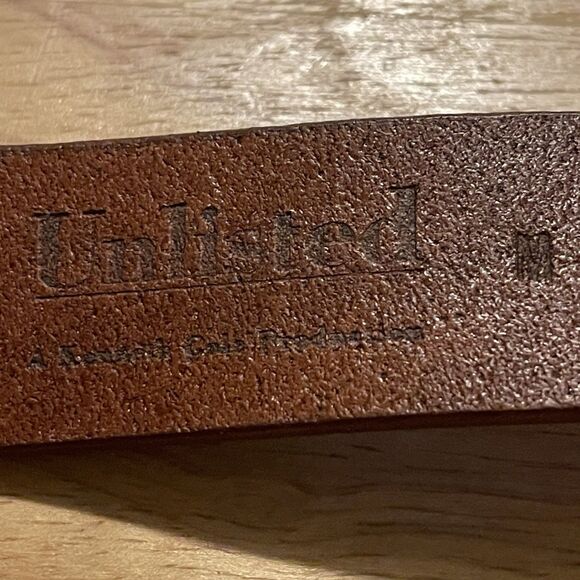 Unlisted M
A Kenneth Cole Production